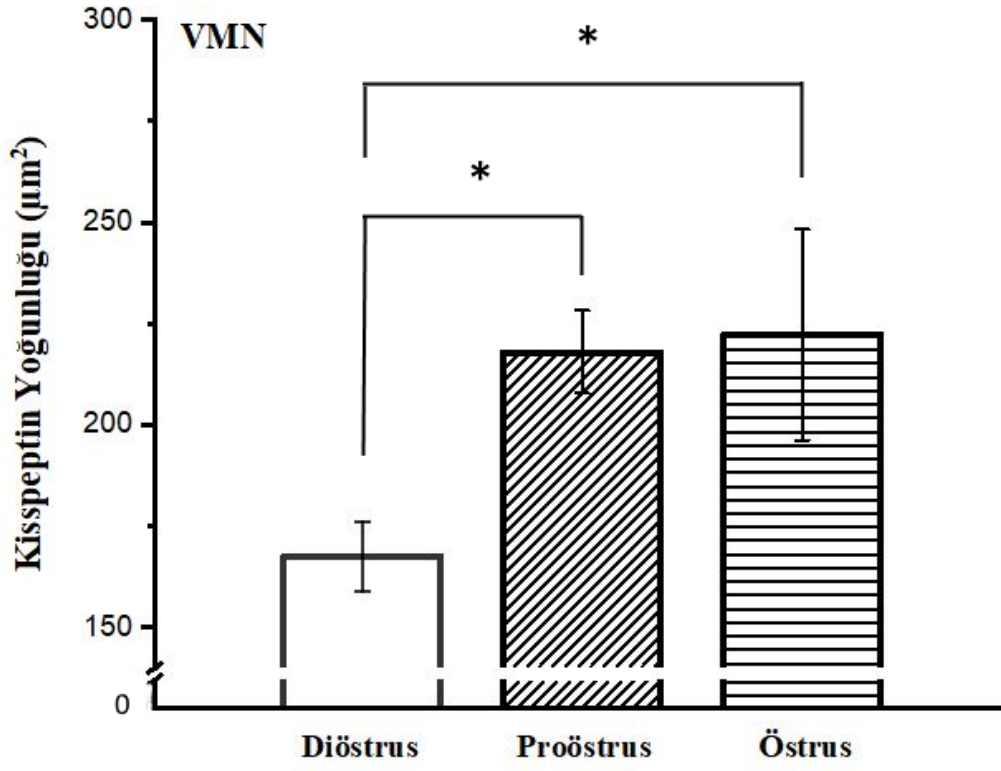 VMN
*
*
Kisspeptin Yoğunluğu (µm²)
300
250
200
150
0
Diöstrus
Proöstrus
Östrus